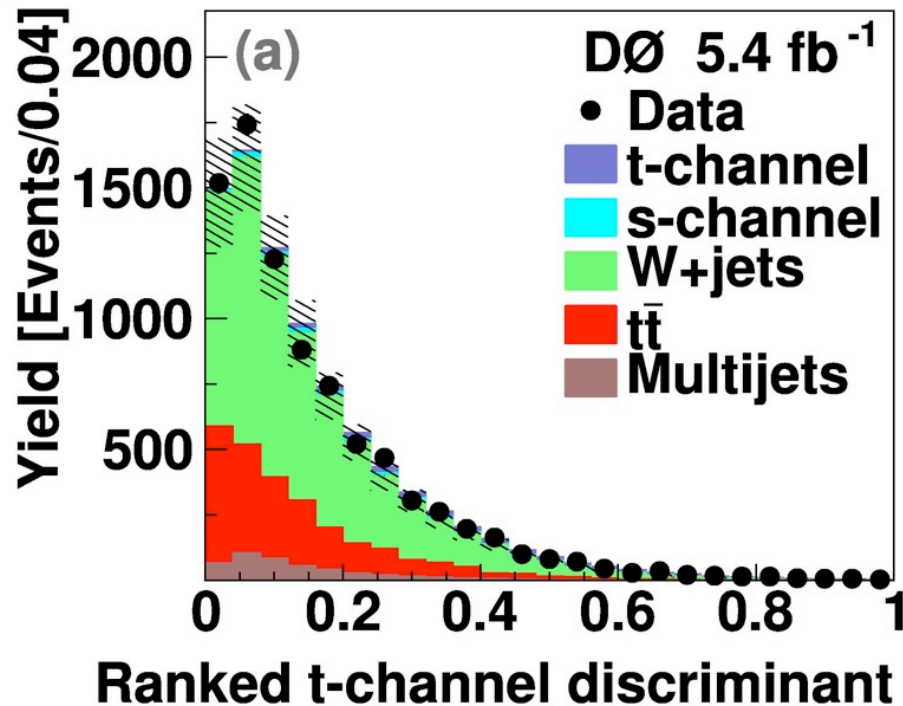 Yield [Events/0.04]
2000
1500
1000
500
(a)
DØ 5.4 fb⁻¹
Data
t-channel
s-channel
W+jets
tt̄
Multijets
0 0.2 0.4 0.6 0.8 1
Ranked t-channel discriminant